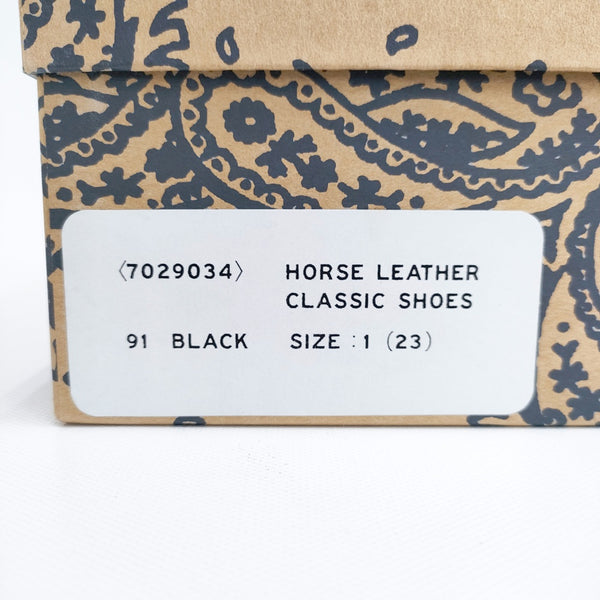 〈7029034〉 HORSE LEATHER
CLASSIC SHOES
91 BLACK SIZE : 1 (23)